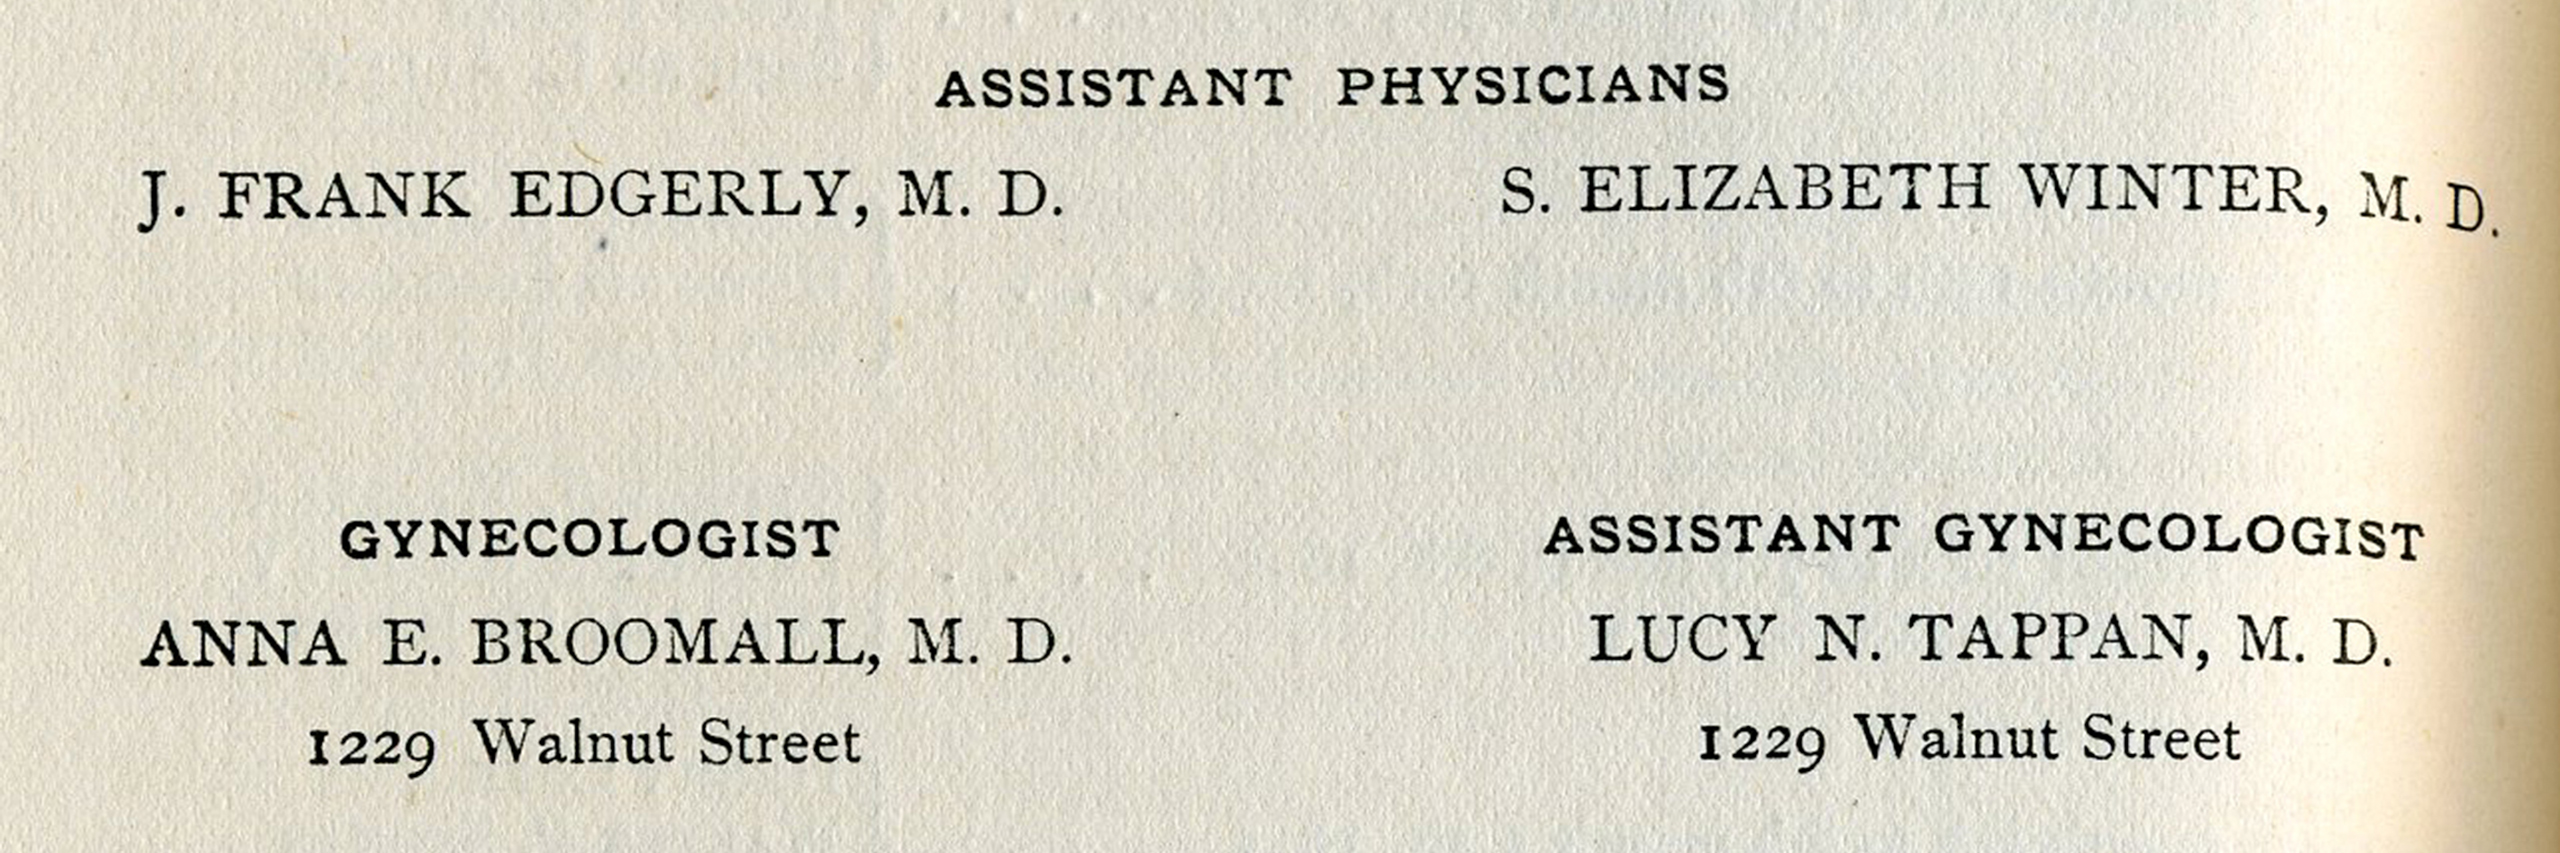 ASSISTANT PHYSICIANS
J. FRANK EDGERLY, M. D.
S. ELIZABETH WINTER, M. D.
GYNECOLOGIST
ANNA E. BROOMALL, M. D.
1229 Walnut Street
ASSISTANT GYNECOLOGIST
LUCY N. TAPPAN, M. D.
1229 Walnut Street